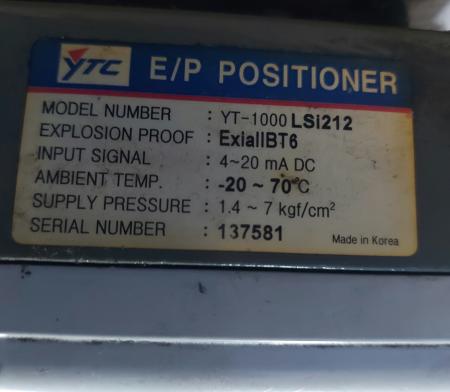 YTC E/P POSITIONER
MODEL NUMBER : YT-1000 LSi212
EXPLOSION PROOF : ExiaIIBT6
INPUT SIGNAL : 4~20 mA DC
AMBIENT TEMP. : -20 ~ 70°C
SUPPLY PRESSURE : 1.4 ~ 7 kgf/cm²
SERIAL NUMBER : 137581
Made in Korea